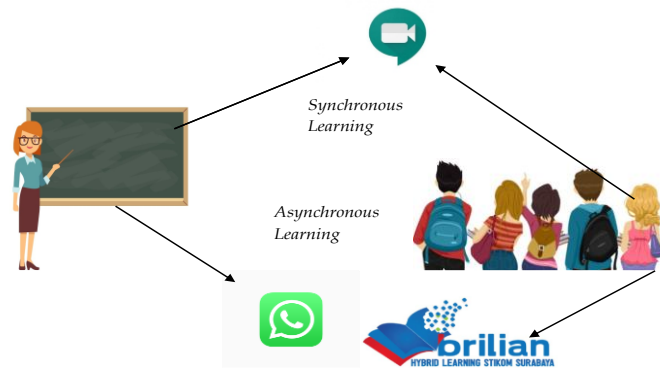 Synchronous
Learning
Asynchronous
Learning
brilian
HYBRID LEARNING STIKOM SURABAYA